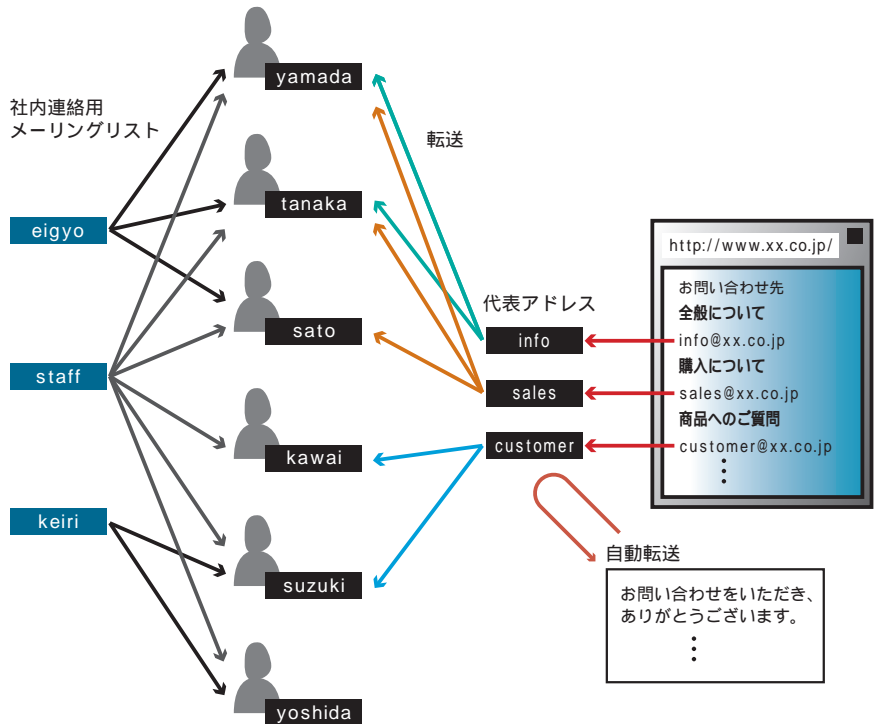 社内連絡用
メーリングリスト
eigyo
staff
keiri
yamada
tanaka
sato
kawai
suzuki
yoshida
転送
代表アドレス
info
sales
customer
http://www.xx.co.jp/
お問い合わせ先
全般について
info@xx.co.jp
購入について
sales@xx.co.jp
商品へのご質問
customer@xx.co.jp
自動転送
お問い合わせをいただき、
ありがとうございます。